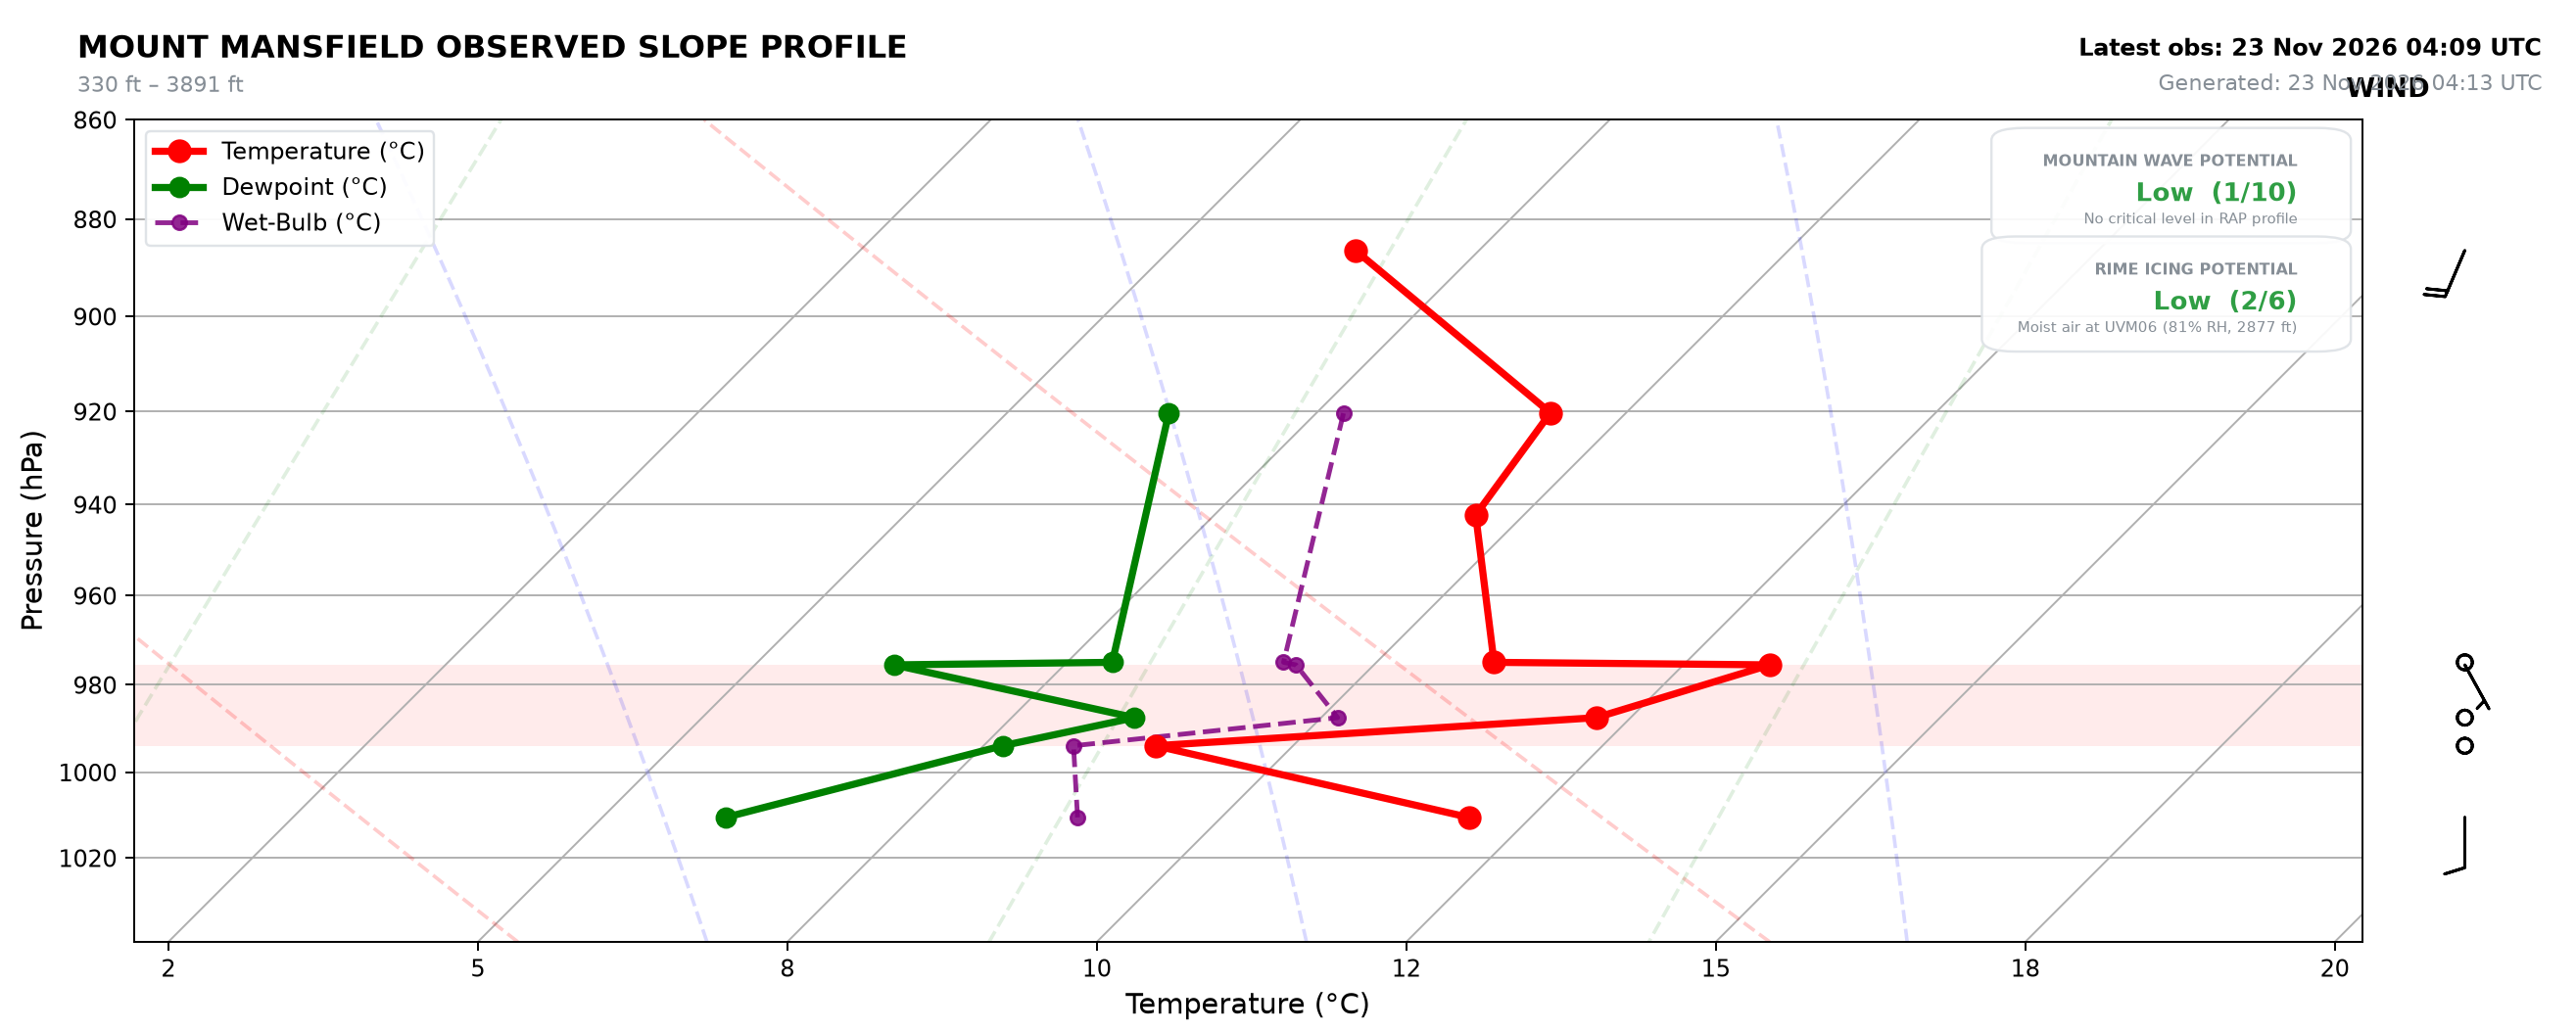 MOUNT MANSFIELD OBSERVED SLOPE PROFILE
330 ft – 3891 ft
Latest obs: 23 Nov 2026 04:09 UTC
Generated: 23 Nov 2026 04:13 UTC
WIND
Temperature (°C)
Dewpoint (°C)
Wet-Bulb (°C)
MOUNTAIN WAVE POTENTIAL
Low (1/10)
No critical level in RAP profile
RIME ICING POTENTIAL
Low (2/6)
Moist air at UVM06 (81% RH, 2877 ft)
Pressure (hPa)
860
880
900
920
940
960
980
1000
1020
2 5 8 10 12 15 18 20
Temperature (°C)